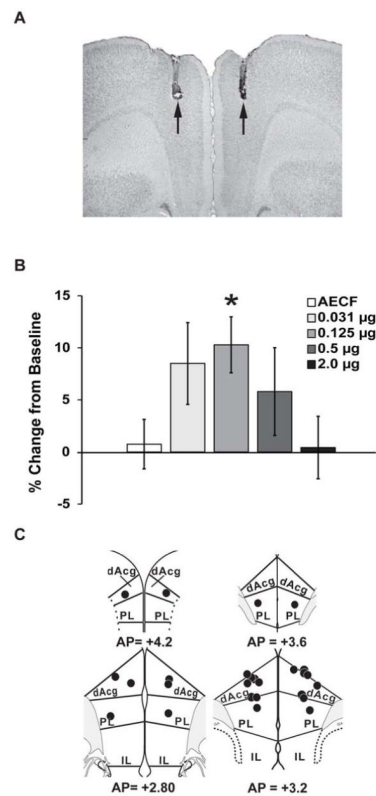 A
B
% Change from Baseline
15
10
5
0
-5
*
AECF
0.031 µg
0.125 µg
0.5 µg
2.0 µg
C
dAcg dAcg
PL PL
AP= +4.2
dAcg dAcg
PL PL
AP = +3.6
dAcg dAcg
PL PL
IL IL
AP= +2.80
dAcg dAcg
PL PL
IL IL
AP= +3.2